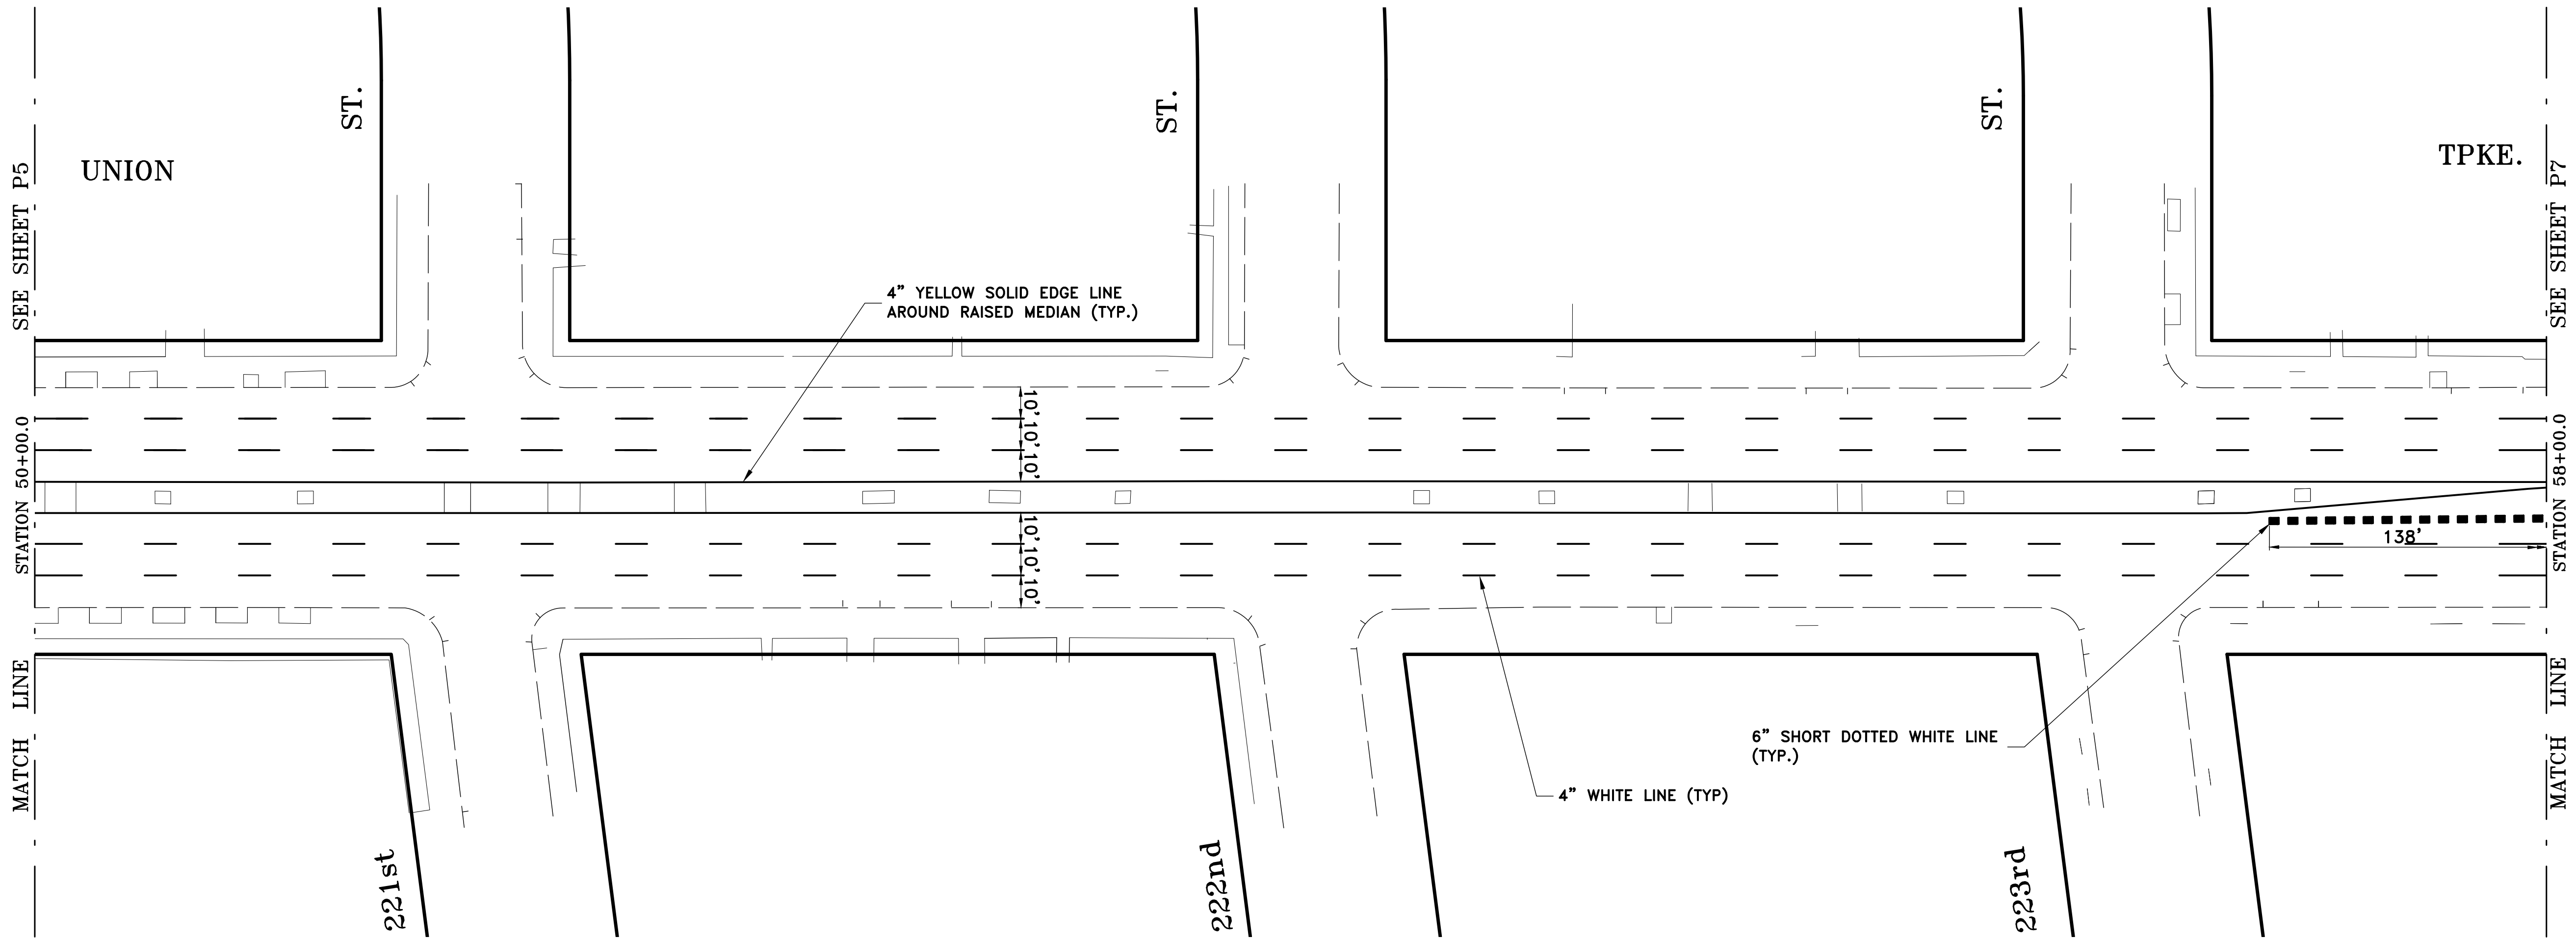 SEE SHEET P5
UNION
ST.
ST.
ST.
TPKE.
SEE SHEET P7
4” YELLOW SOLID EDGE LINE
AROUND RAISED MEDIAN (TYP.)
STATION 50+00.0
10'
10'
10'
10'
10'
10'
138'
STATION 58+00.0
MATCH LINE
6” SHORT DOTTED WHITE LINE
(TYP.)
4” WHITE LINE (TYP)
MATCH LINE
221st
222nd
223rd